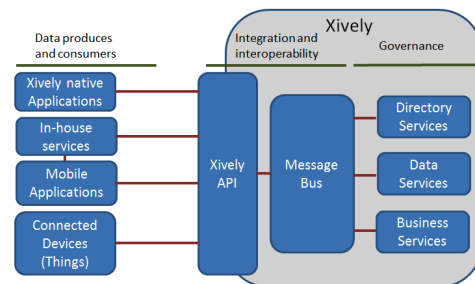 Xively
Data produces
and consumers
Integration and
interoperability
Governance
Xively native
Applications
In-house
services
Mobile
Applications
Connected
Devices
(Things)
Xively
API
Message
Bus
Directory
Services
Data
Services
Business
Services